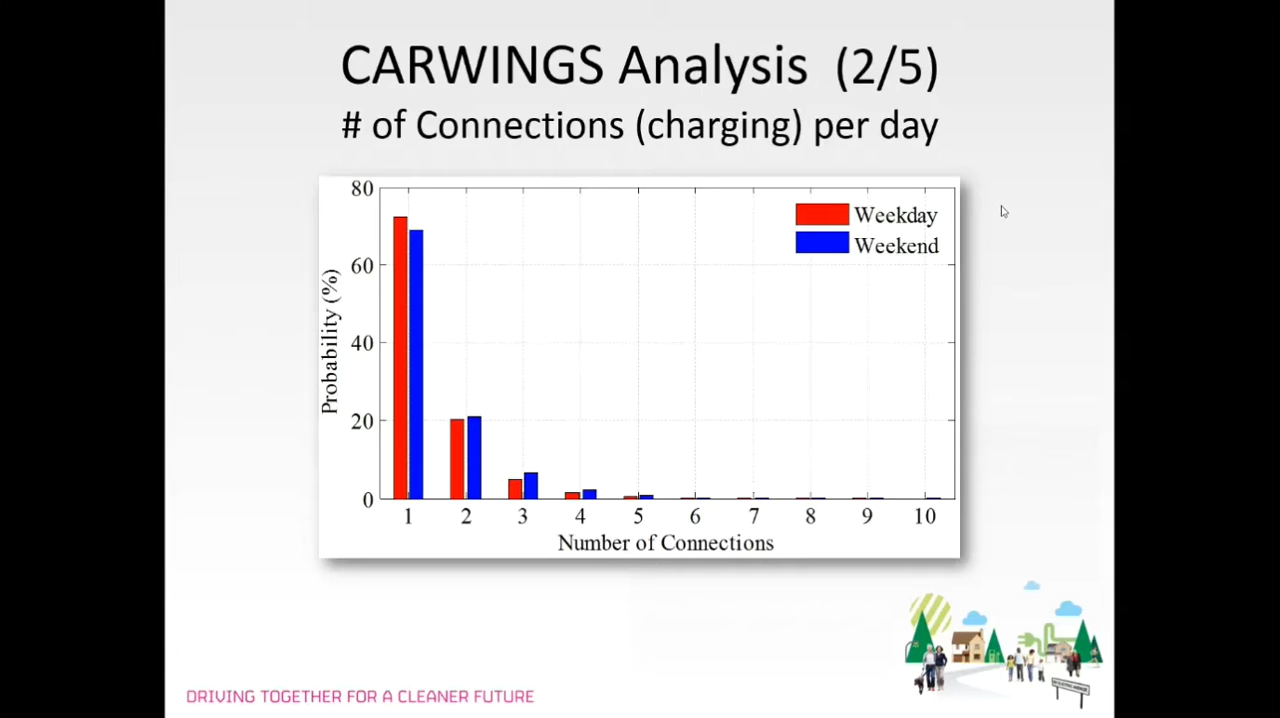 CARWINGS Analysis (2/5)
# of Connections (charging) per day
80
60
40
20
0
Probability (%)
Weekday
Weekend
1 2 3 4 5 6 7 8 9 10
Number of Connections
DRIVING TOGETHER FOR A CLEANER FUTURE